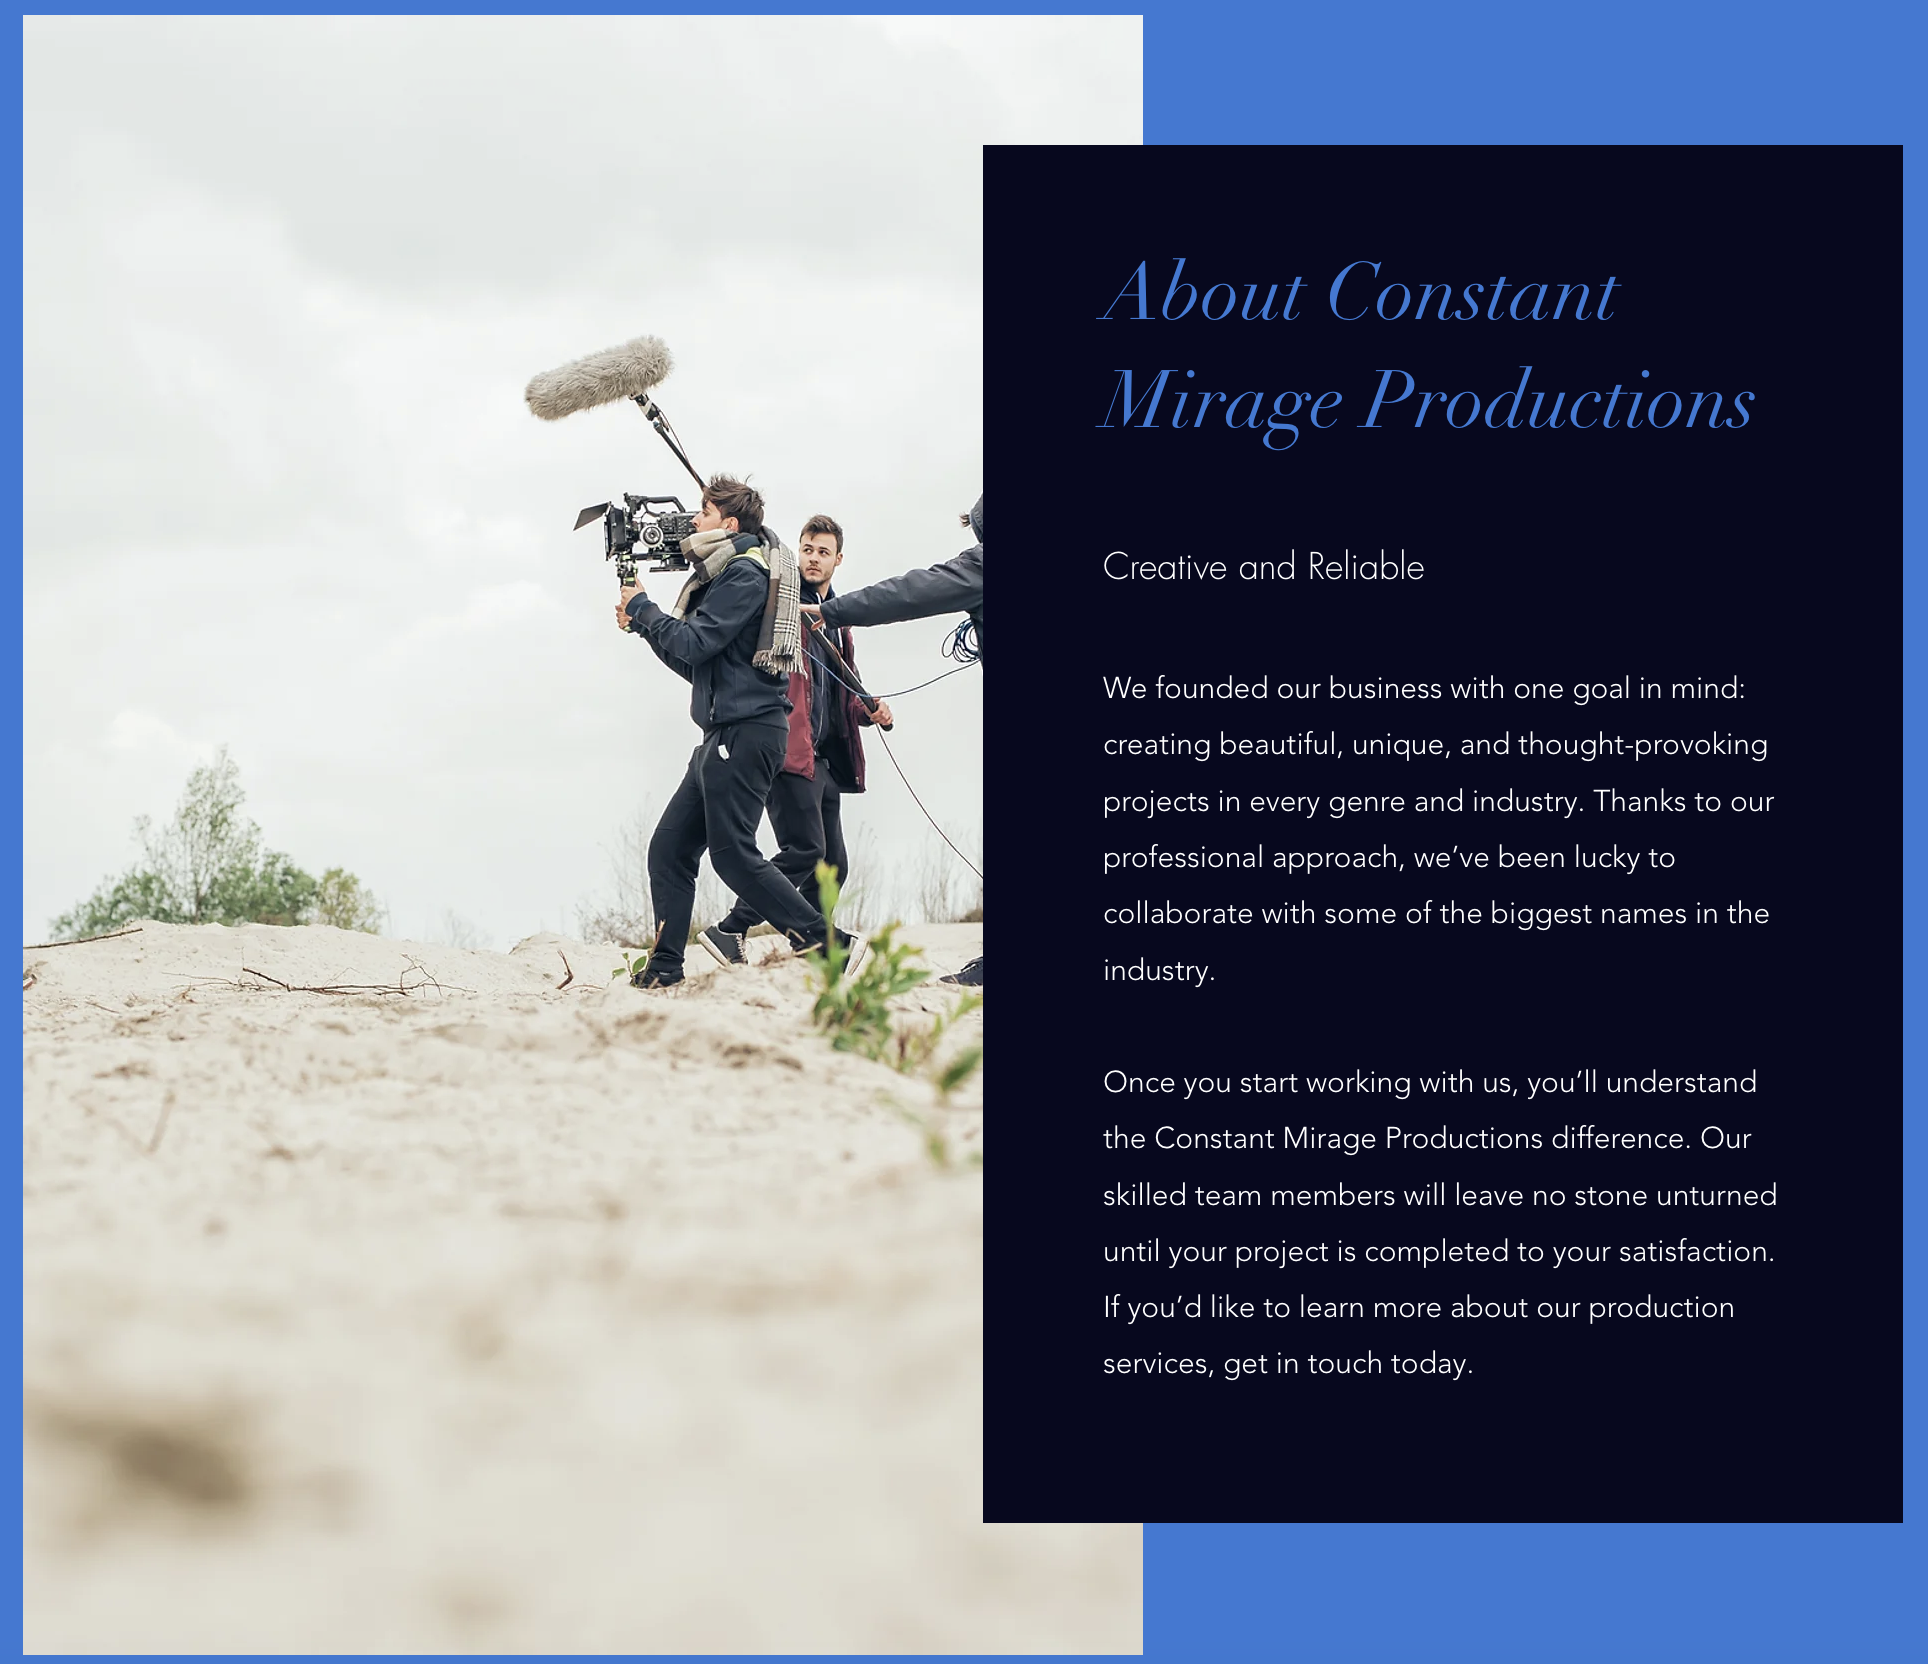 About Constant
Mirage Productions
Creative and Reliable
We founded our business with one goal in mind:
creating beautiful, unique, and thought-provoking
projects in every genre and industry. Thanks to our
professional approach, we’ve been lucky to
collaborate with some of the biggest names in the
industry.
Once you start working with us, you’ll understand
the Constant Mirage Productions difference. Our
skilled team members will leave no stone unturned
until your project is completed to your satisfaction.
If you’d like to learn more about our production
services, get in touch today.